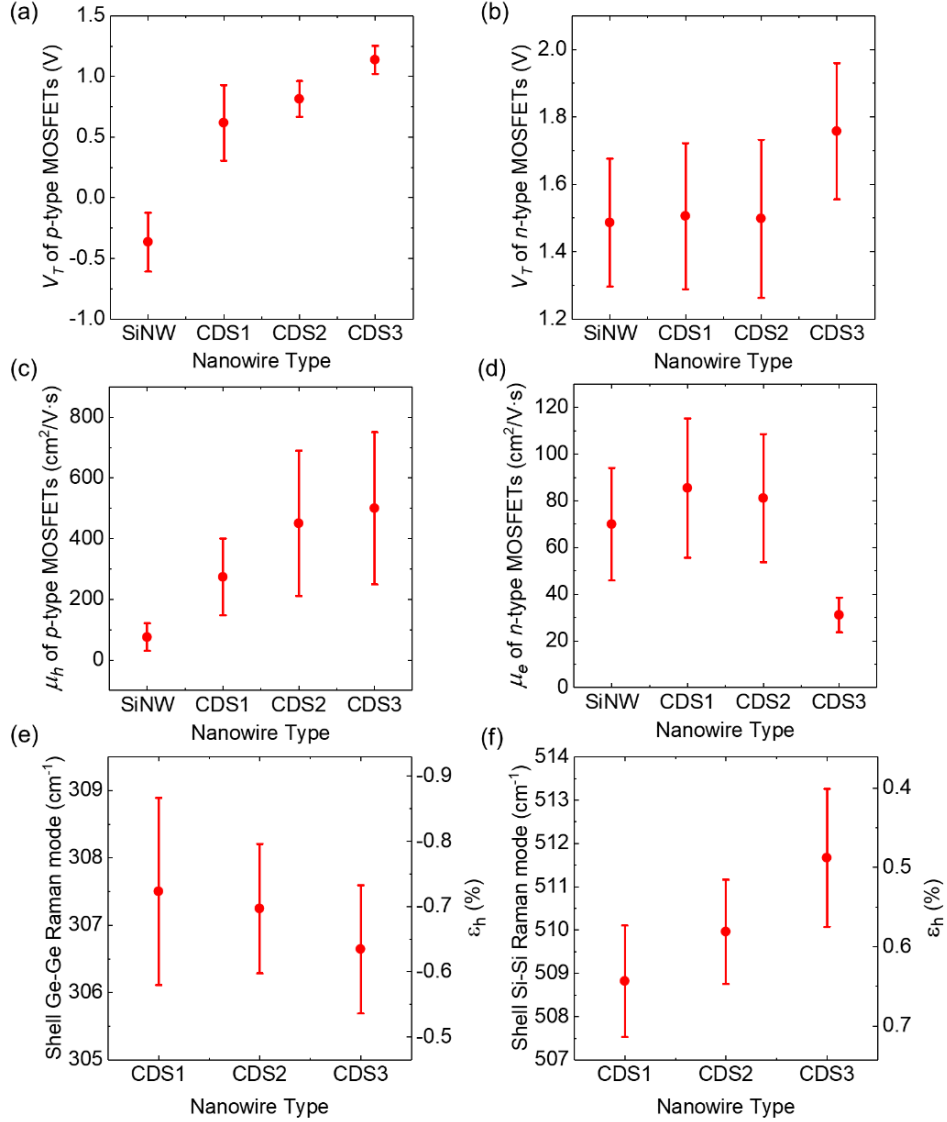 (a)
V_T of p-type MOSFETs (V)
1.5
1.0
0.5
0.0
-0.5
-1.0
SiNW CDS1 CDS2 CDS3
Nanowire Type
(b)
V_T of n-type MOSFETs (V)
2.0
1.8
1.6
1.4
1.2
SiNW CDS1 CDS2 CDS3
Nanowire Type
(c)
μ_h of p-type MOSFETs (cm²/V·s)
800
600
400
200
0
SiNW CDS1 CDS2 CDS3
Nanowire Type
(d)
μ_e of n-type MOSFETs (cm²/V·s)
120
100
80
60
40
20
0
SiNW CDS1 CDS2 CDS3
Nanowire Type
(e)
Shell Ge-Ge Raman mode (cm⁻¹)
309
308
307
306
305
-0.9
-0.8
-0.7
-0.6
-0.5
ε_h (%)
CDS1 CDS2 CDS3
Nanowire Type
(f)
Shell Si-Si Raman mode (cm⁻¹)
514
513
512
511
510
509
508
507
0.4
0.5
0.6
0.7
ε_h (%)
CDS1 CDS2 CDS3
Nanowire Type